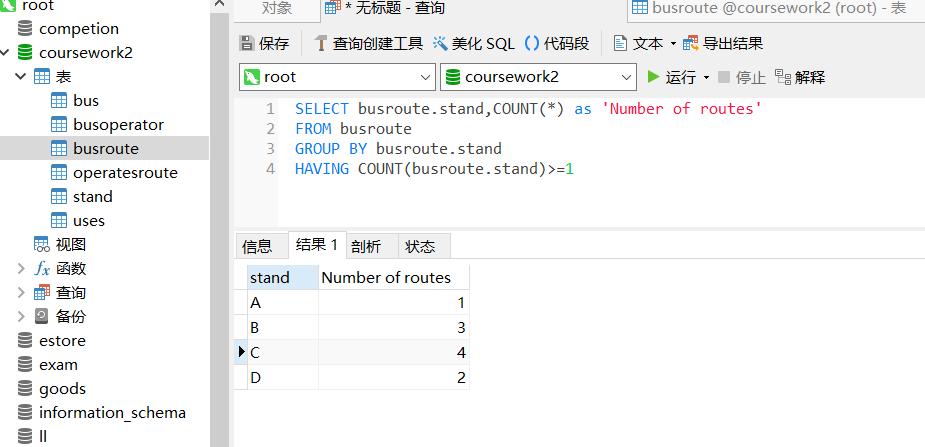 root
competion
coursework2
表
bus
busoperator
busroute
operatesroute
stand
uses
视图
函数
查询
备份
estore
exam
goods
information_schema
ll
对象
* 无标题 - 查询
busroute @coursework2 (root) - 表
保存
查询创建工具
美化 SQL
() 代码段
文本
导出结果
root
coursework2
运行
停止
解释
1 SELECT busroute.stand,COUNT(*) as 'Number of routes'
2 FROM busroute
3 GROUP BY busroute.stand
4 HAVING COUNT(busroute.stand)>=1
信息 结果 1 剖析 状态
stand Number of routes
A 1
B 3
C 4
D 2